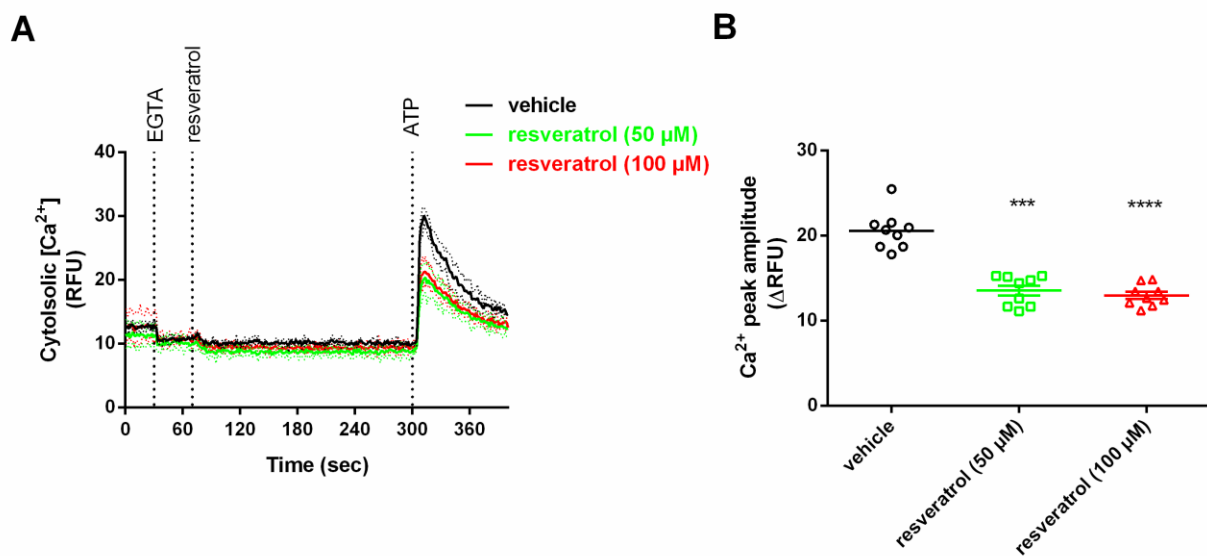 A
EGTA
resveratrol
ATP
vehicle
resveratrol (50 µM)
resveratrol (100 µM)
Cytolsolic [Ca²⁺]
(RFU)
40
30
20
10
0
0 60 120 180 240 300 360
Time (sec)
B
Ca²⁺ peak amplitude
(ΔRFU)
30
20
10
0
*** ****
vehicle
resveratrol (50 µM)
resveratrol (100 µM)